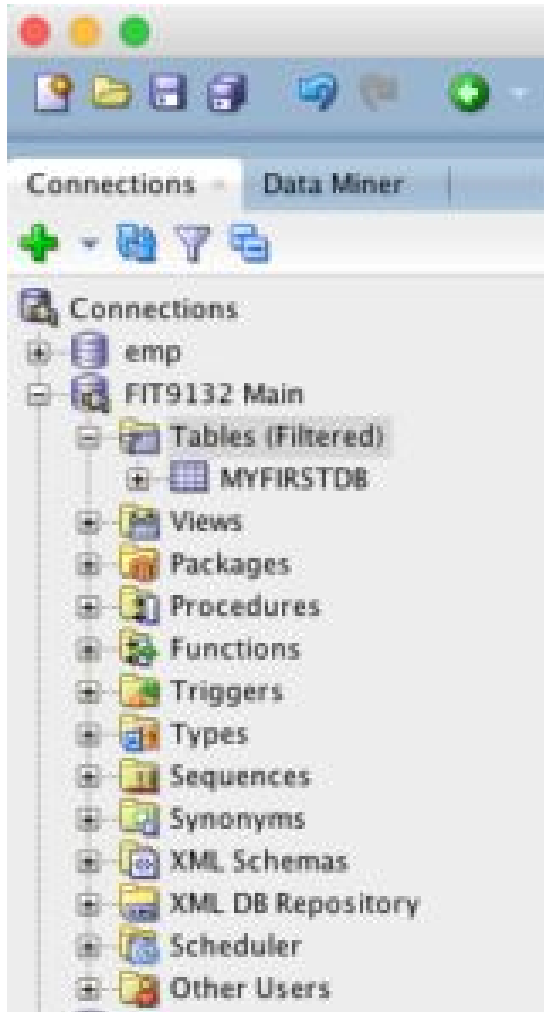 Connections
Data Miner
Connections
emp
FIT9132 Main
Tables (Filtered)
MYFIRSTDB
Views
Packages
Procedures
Functions
Triggers
Types
Sequences
Synonyms
XML Schemas
XML DB Repository
Scheduler
Other Users